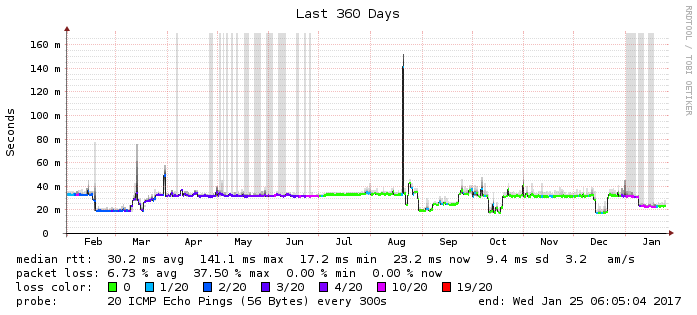 Last 360 Days
RRDTOOL / TOBI OETIKER
Seconds
160 m
140 m
120 m
100 m
80 m
60 m
40 m
20 m
0
Feb Mar Apr May Jun Jul Aug Sep Oct Nov Dec Jan
median rtt: 30.2 ms avg 141.1 ms max 17.2 ms min 23.2 ms now 9.4 ms sd 3.2 am/s
packet loss: 6.73 % avg 37.50 % max 0.00 % min 0.00 % now
loss color: 0 1/20 2/20 3/20 4/20 10/20 19/20
probe: 20 ICMP Echo Pings (56 Bytes) every 300s end: Wed Jan 25 06:05:04 2017